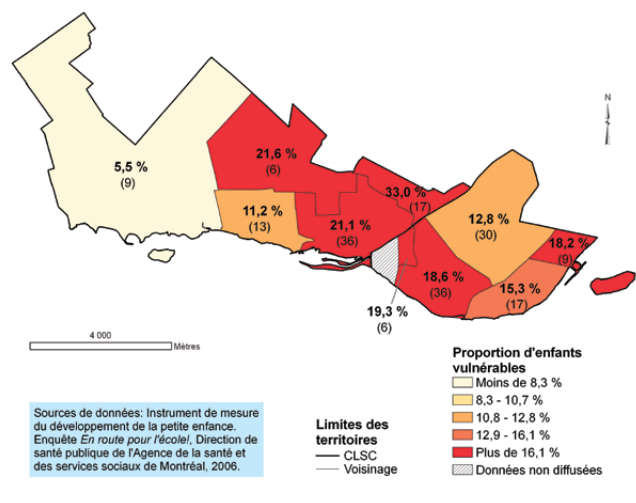 N
5,5 %
(9)
21,6 %
(6)
33,0 %
(17)
11,2 %
(13)
21,1 %
(36)
12,8 %
(30)
18,2 %
(9)
18,6 %
(36)
15,3 %
(17)
19,3 %
(6)
4 000
Mètres
Sources de données: Instrument de mesure
du développement de la petite enfance.
Enquête En route pour l'école!, Direction de
santé publique de l'Agence de la santé et
des services sociaux de Montréal, 2006.
Limites des
territoires
CLSC
Voisinage
Proportion d'enfants
vulnérables
Moins de 8,3 %
8,3 - 10,7 %
10,8 - 12,8 %
12,9 - 16,1 %
Plus de 16,1 %
Données non diffusées